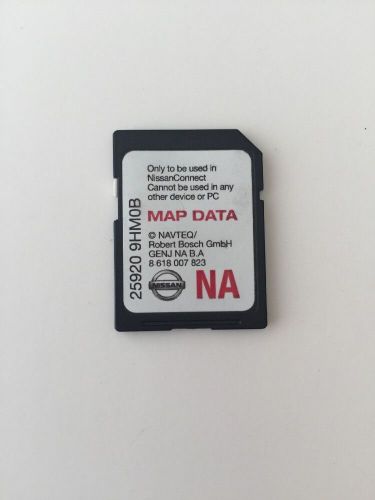 Only to be used in
NissanConnect
Cannot be used in any
other device or PC
MAP DATA
© NAVTEQ/
Robert Bosch GmbH
GENJ NA B.A
8 618 007 823
NISSAN
NA
25920 9HM0B